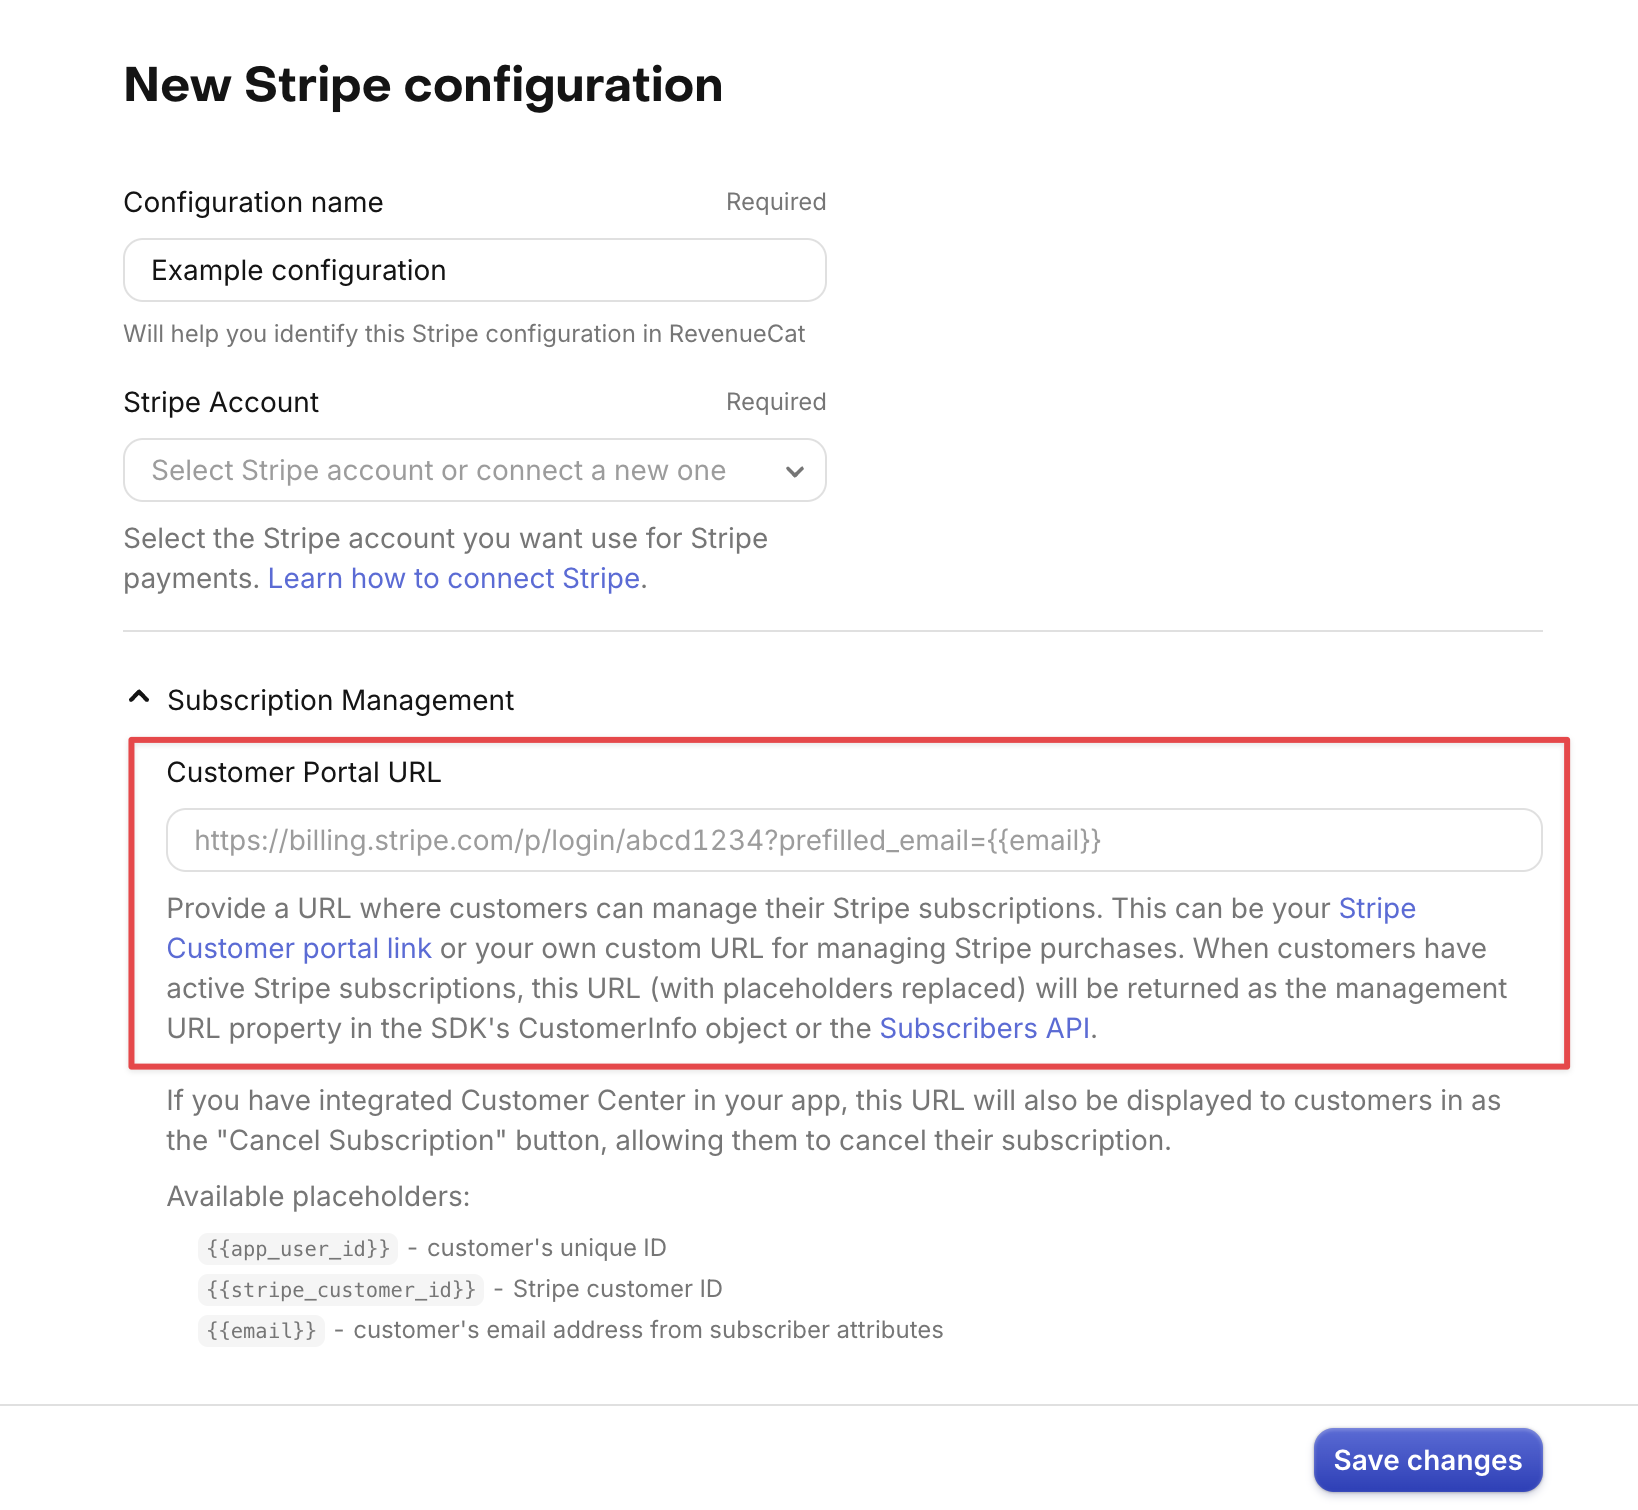 New Stripe configuration
Configuration name
Required
Example configuration
Will help you identify this Stripe configuration in RevenueCat
Stripe Account
Required
Select Stripe account or connect a new one
Select the Stripe account you want use for Stripe
payments. Learn how to connect Stripe.
Subscription Management
Customer Portal URL
https://billing.stripe.com/p/login/abcd1234?prefilled_email={{email}}
Provide a URL where customers can manage their Stripe subscriptions. This can be your Stripe
Customer portal link or your own custom URL for managing Stripe purchases. When customers have
active Stripe subscriptions, this URL (with placeholders replaced) will be returned as the management
URL property in the SDK's CustomerInfo object or the Subscribers API.
If you have integrated Customer Center in your app, this URL will also be displayed to customers in as
the "Cancel Subscription" button, allowing them to cancel their subscription.
Available placeholders:
{{app_user_id}} - customer's unique ID
{{stripe_customer_id}} - Stripe customer ID
{{email}} - customer's email address from subscriber attributes
Save changes